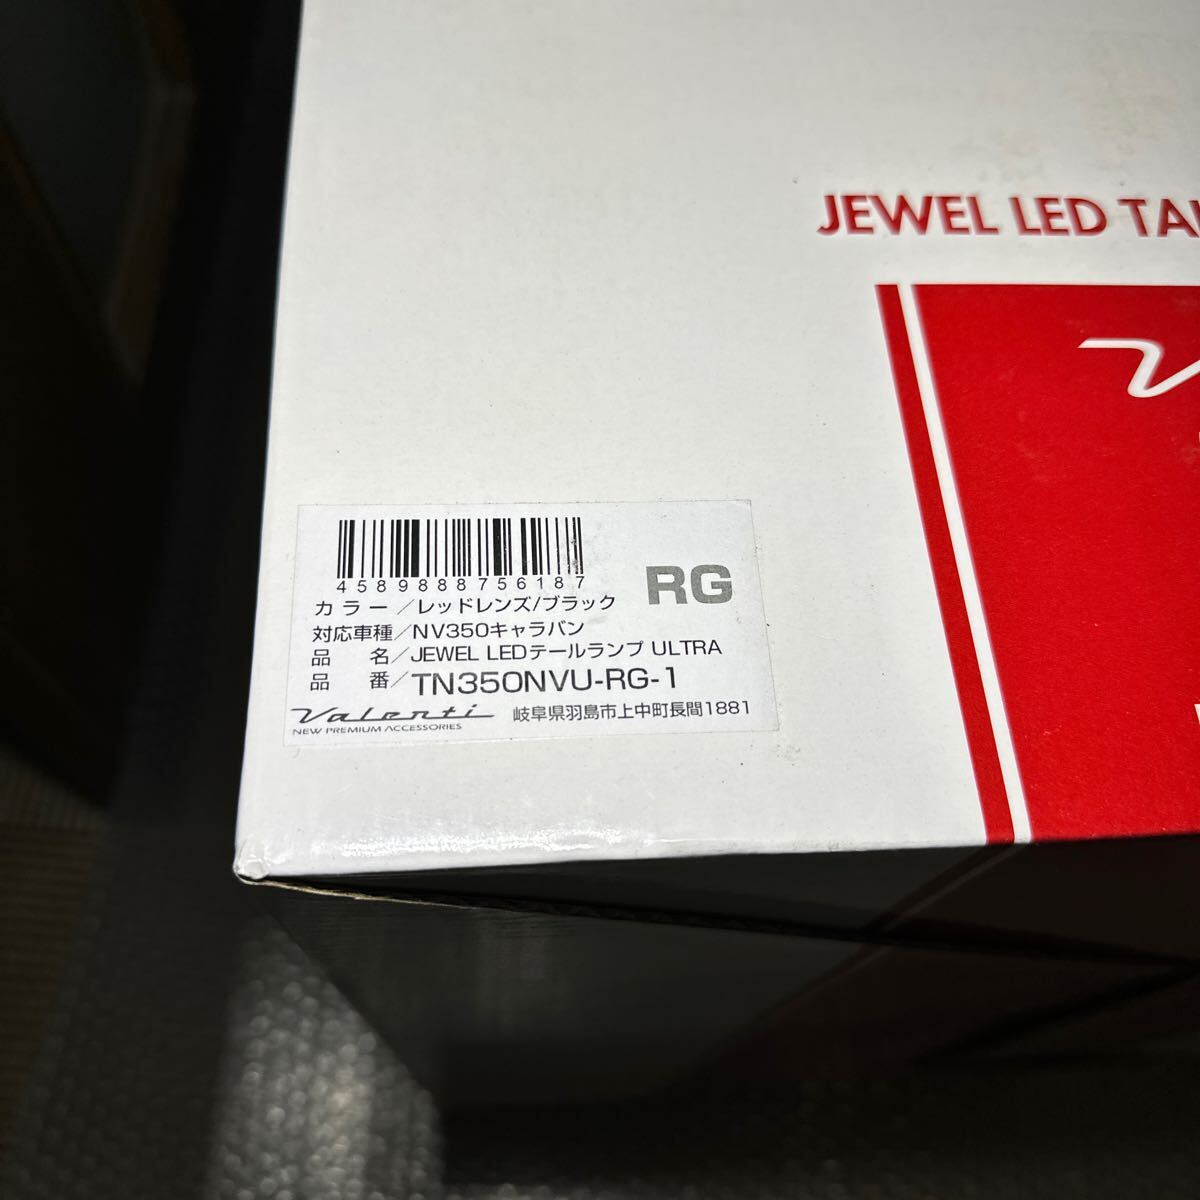 JEWEL LED TAI
4589888756187
RG
カラー/レッドレンズ/ブラック
対応車種/NV350キャラバン
品 名/JEWEL LEDテールランプ ULTRA
品 番/TN350NVU-RG-1
Valenti 岐阜県羽島市上中町長間1881
NEW PREMIUM ACCESSORIES